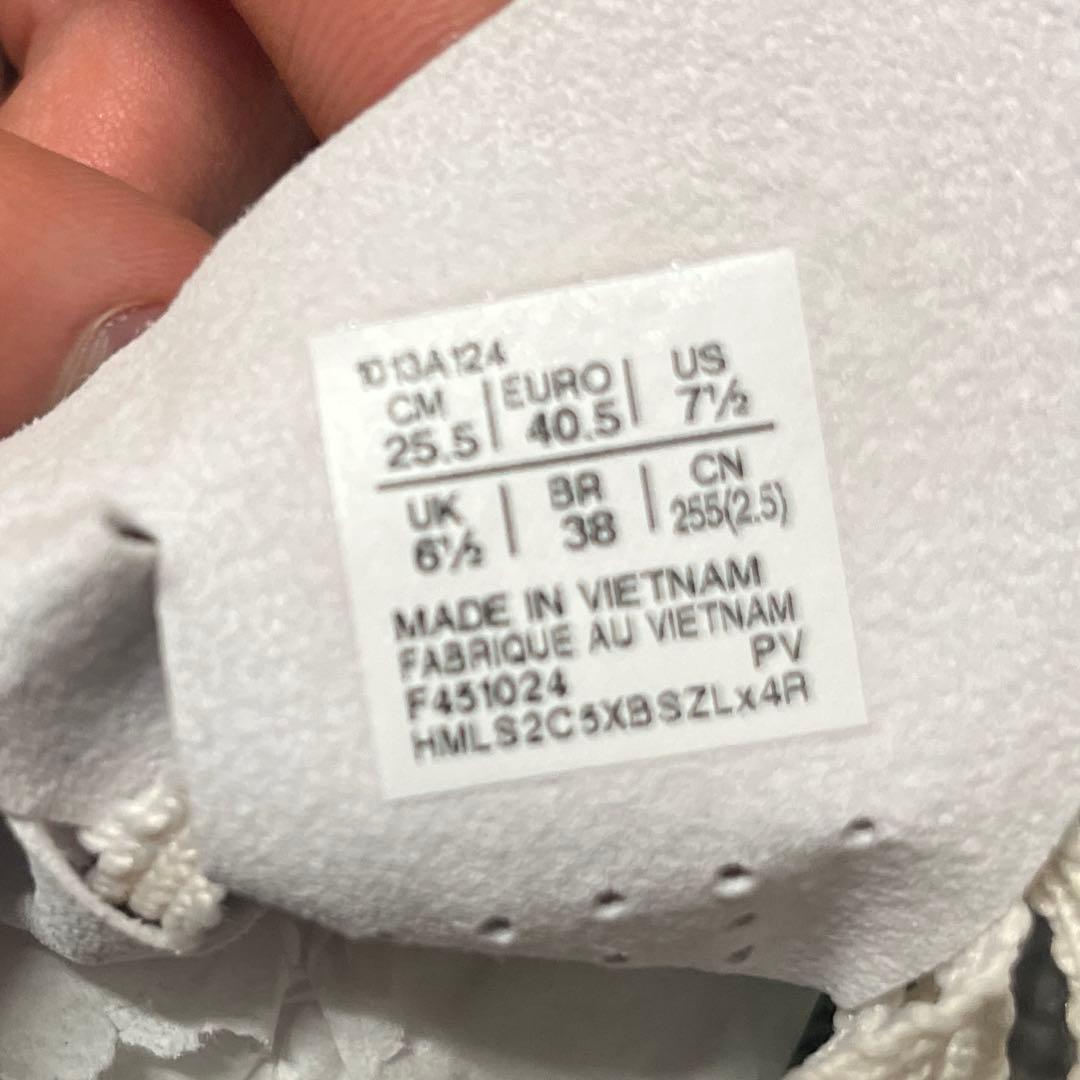 1013A124
CM | EURO | US
25.5 | 40.5 | 7½
UK | BR | CN
6½ | 38 | 255(2.5)
MADE IN VIETNAM
FABRIQUE AU VIETNAM
F451024 PV
HMLS2C5XBSZLx4R